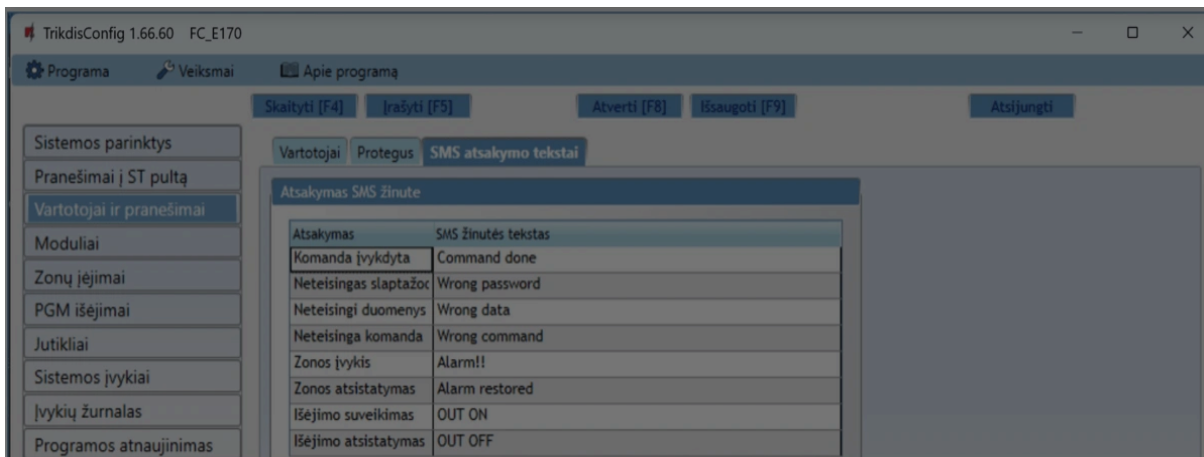 TrikdisConfig 1.66.60 FC_E170
Programa Veiksmai Apie programą
Skaityti [F4] Įrašyti [F5] Atverti [F8] Išsaugoti [F9] Atsijungti
Sistemos parinktys
Pranešimai į ST pultą
Vartotojai ir pranešimai
Moduliai
Zonų įėjimai
PGM išėjimai
Jutikliai
Sistemos įvykiai
Įvykių žurnalas
Programos atnaujinimas
Vartotojai Protegus SMS atsakymo tekstai
Atsakymas SMS žinute
Atsakymas SMS žinutės tekstas
Komanda įvykdyta Command done
Neteisingas slaptažoc Wrong password
Neteisingi duomenys Wrong data
Neteisinga komanda Wrong command
Zonos įvykis Alarm!!
Zonos atsistatymas Alarm restored
Išėjimo suveikimas OUT ON
Išėjimo atsistatymas OUT OFF